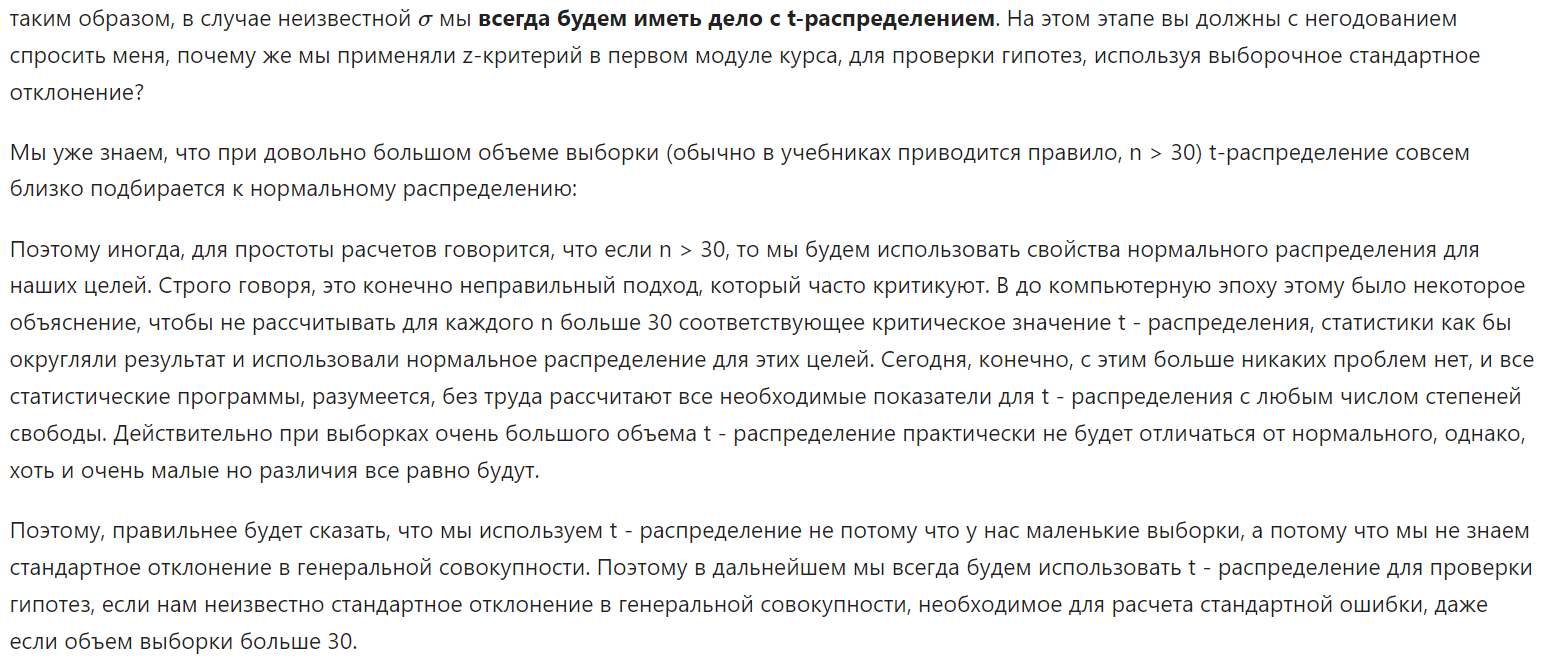 таким образом, в случае неизвестной σ мы всегда будем иметь дело с t-распределением. На этом этапе вы должны с негодованием
спросить меня, почему же мы применяли z-критерий в первом модуле курса, для проверки гипотез, используя выборочное стандартное
отклонение?
Мы уже знаем, что при довольно большом объеме выборки (обычно в учебниках приводится правило, n > 30) t-распределение совсем
близко подбирается к нормальному распределению:
Поэтому иногда, для простоты расчетов говорится, что если n > 30, то мы будем использовать свойства нормального распределения для
наших целей. Строго говоря, это конечно неправильный подход, который часто критикуют. В до компьютерную эпоху этому было некоторое
объяснение, чтобы не рассчитывать для каждого n больше 30 соответствующее критическое значение t - распределения, статистики как бы
округляли результат и использовали нормальное распределение для этих целей. Сегодня, конечно, с этим больше никаких проблем нет, и все
статистические программы, разумеется, без труда рассчитают все необходимые показатели для t - распределения с любым числом степеней
свободы. Действительно при выборках очень большого объема t - распределение практически не будет отличаться от нормального, однако,
хоть и очень малые но различия все равно будут.
Поэтому, правильнее будет сказать, что мы используем t - распределение не потому что у нас маленькие выборки, а потому что мы не знаем
стандартное отклонение в генеральной совокупности. Поэтому в дальнейшем мы всегда будем использовать t - распределение для проверки
гипотез, если нам неизвестно стандартное отклонение в генеральной совокупности, необходимое для расчета стандартной ошибки, даже
если объем выборки больше 30.